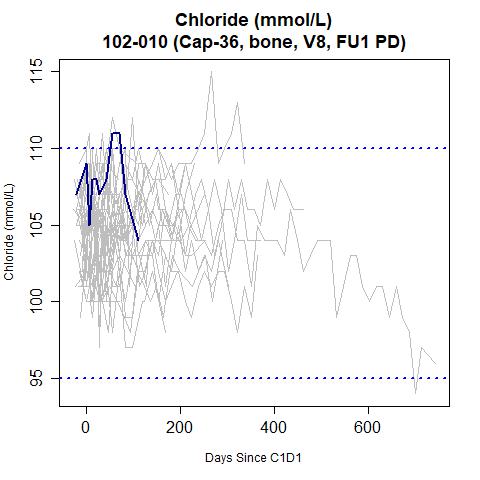 Chloride (mmol/L)
102-010 (Cap-36, bone, V8, FU1 PD)
Chloride (mmol/L)
115
110
105
100
95
0 200 400 600
Days Since C1D1